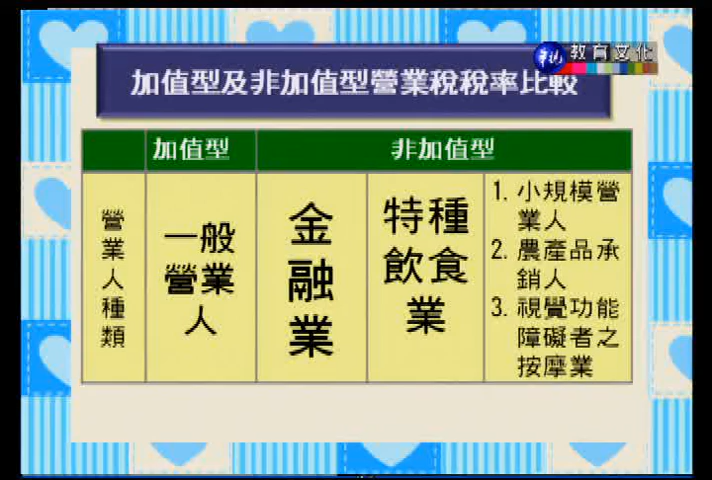 華視 教育文化
加值型及非加值型營業稅稅率比較
加值型
非加值型
營業人種類
一般
營業
人
金融業
特種
飲食
業
1. 小規模營
業人
2. 農產品承
銷人
3. 視覺功能
障礙者之
按摩業